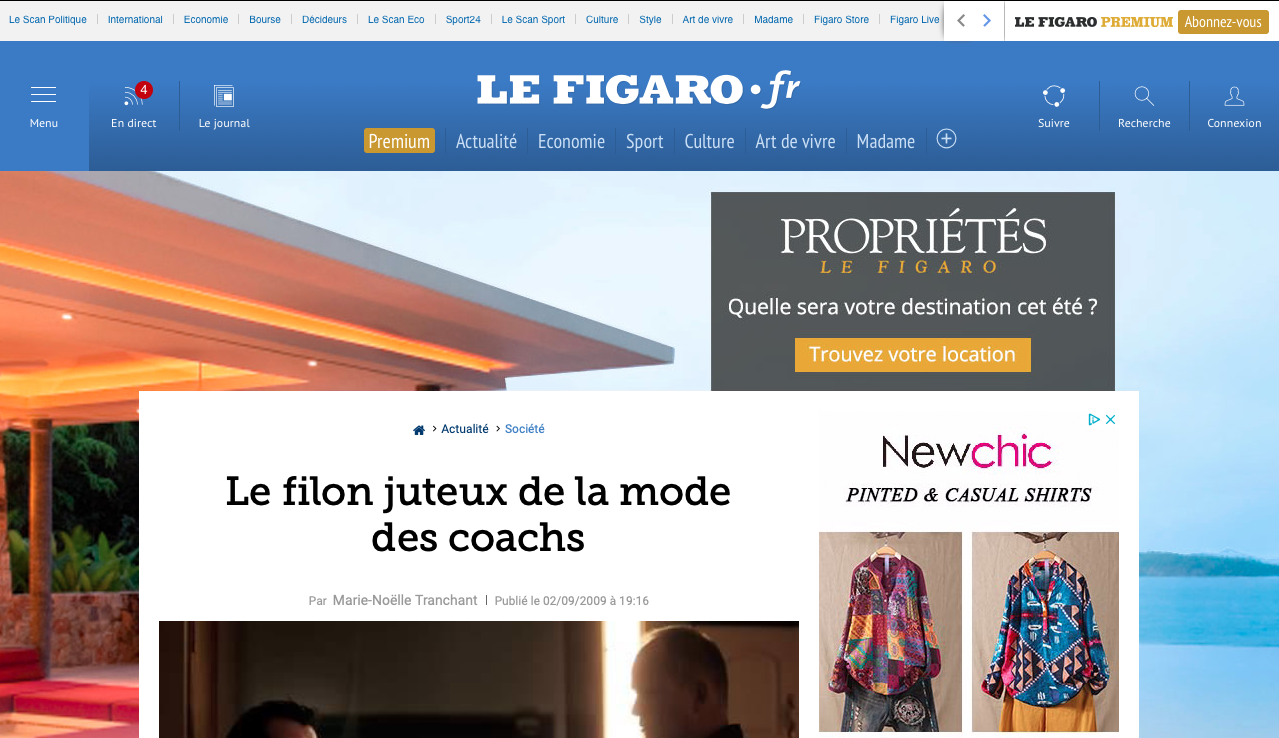 Le Scan Politique International Economie Bourse Décideurs Le Scan Eco Sport24 Le Scan Sport Culture Style Art de vivre Madame Figaro Store Figaro Live
LE FIGARO PREMIUM Abonnez-vous
LE FIGARO·fr
4
Menu En direct Le journal
Suivre Recherche Connexion
Premium Actualité Economie Sport Culture Art de vivre Madame
PROPRIÉTÉS
LE FIGARO
Quelle sera votre destination cet été ?
Trouvez votre location
Actualité Société
Le filon juteux de la mode
des coachs
Par Marie-Noëlle Tranchant Publié le 02/09/2009 à 19:16
Newchic
PINTED & CASUAL SHIRTS